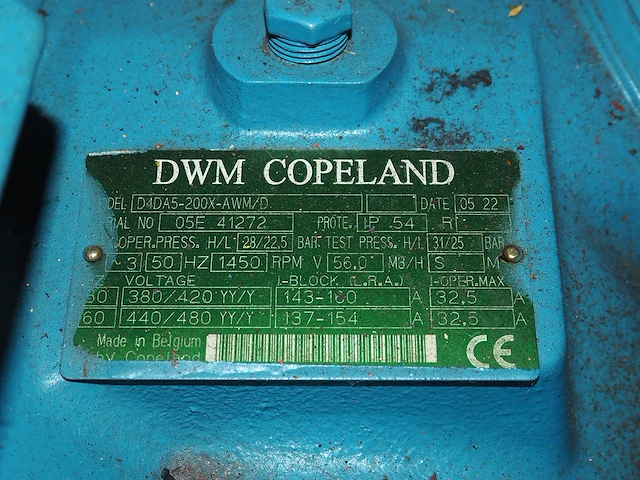 DWM COPELAND
DEL D4DA5-200X-AWM/D DATE 05 22
IAL NO 05E 41272 PROTE. IP 54 R
OPER.PRESS. H/L 28/22,5 BAR TEST PRESS. H/L 31/25 BAR
~ 3 50 HZ 1450 RPM V 56.0 M3/H S M
VOLTAGE I-BLOCK (L.R.A.) I-OPER.MAX
50 380/420 YY/Y A 32,5 A
60 440/480 YY/Y 137-154 A 32,5 A
Made in Belgium
by Copeland CE